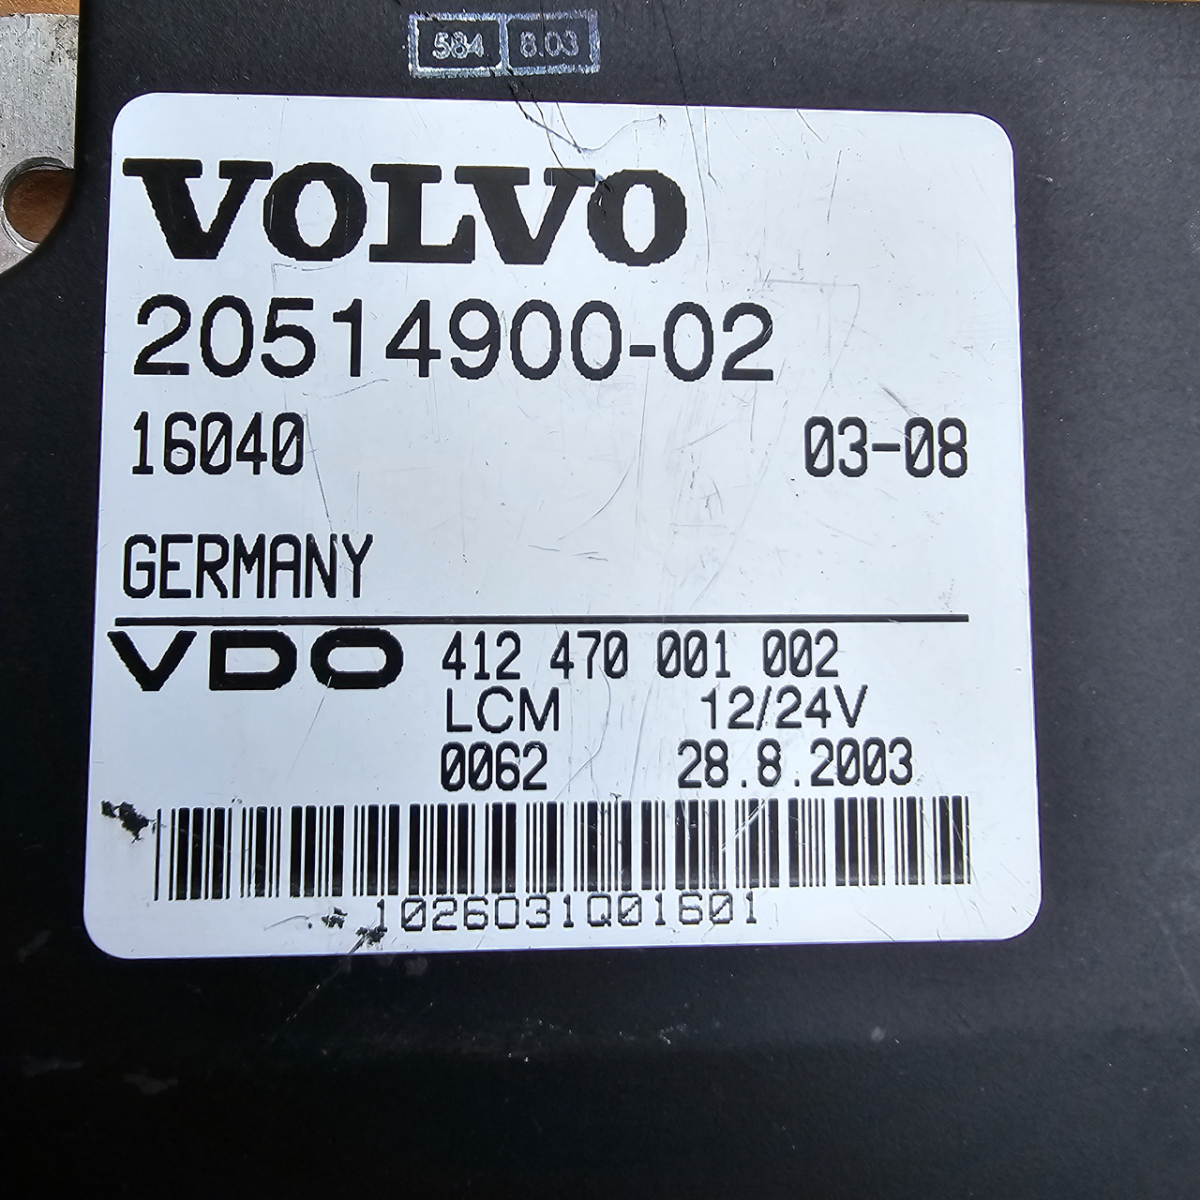 584 8.03
VOLVO
20514900-02
16040 03-08
GERMANY
VDO 412 470 001 002
LCM 12/24V
0062 28.8.2003
1026031Q01601